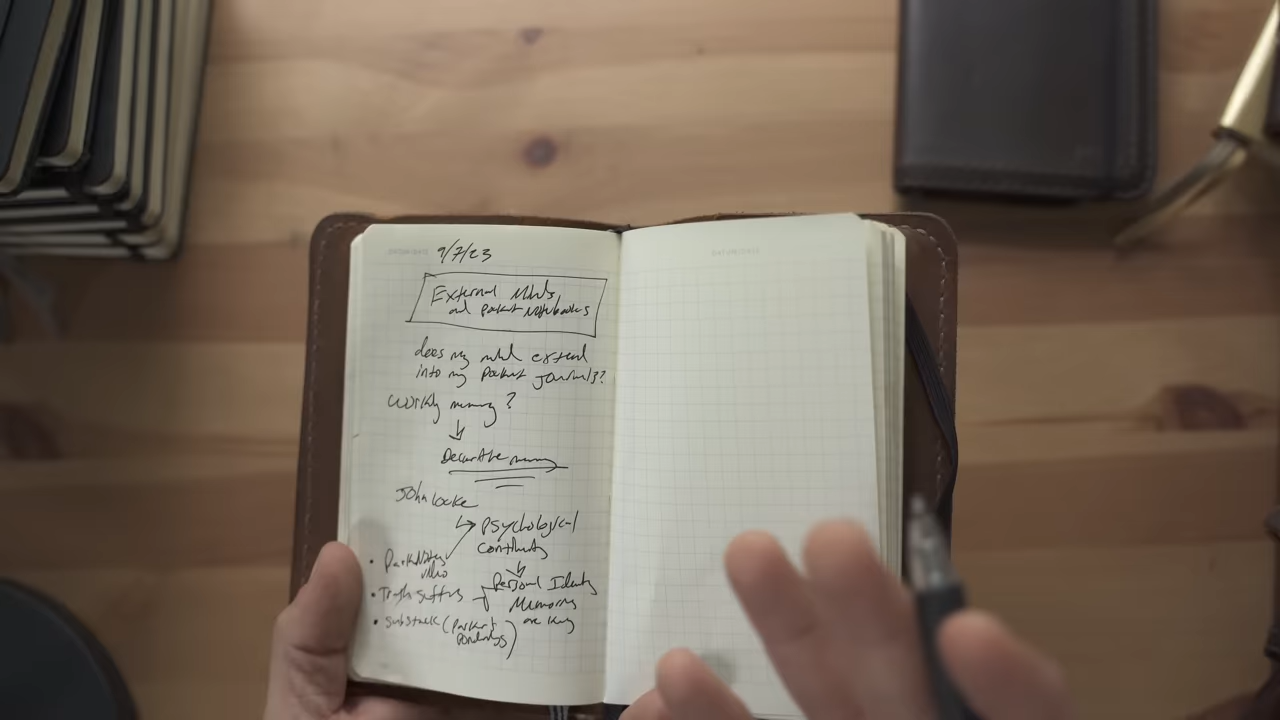 9/7/23
External Minds
and pocket notebooks
does my mind extend
into my pocket journals?
working memory?
Declarative memory
John Locke
psychological
continuity
Personal Identity
Memories
are key
• video
•
• Substack (Pocket
Ponderings)